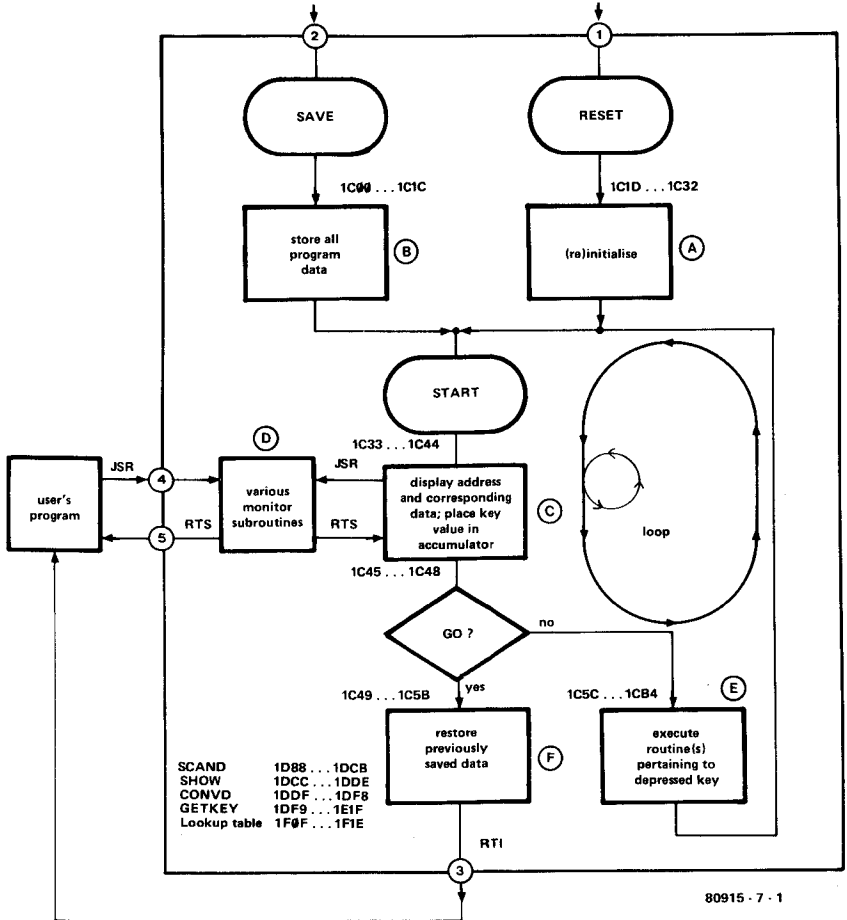 2
1
SAVE
RESET
1C00 ... 1C1C
1C1D ... 1C32
store all
program
data
B
(re)initialise
A
START
D
1C33 ... 1C44
JSR
4
JSR
user's
program
various
monitor
subroutines
display address
and corresponding
data; place key
value in
accumulator
C
RTS
5
RTS
loop
1C45 ... 1C48
GO ?
no
yes
1C49 ... 1C5B
1C5C ... 1CB4
E
restore
previously
saved data
F
execute
routine(s)
pertaining to
depressed key
SCAND 1D88 ... 1DCB
SHOW 1DCC ... 1DDE
CONVD 1DDF ... 1DF8
GETKEY 1DF9 ... 1E1F
Lookup table 1F0F ... 1F1E
RTI
3
80915 - 7 - 1